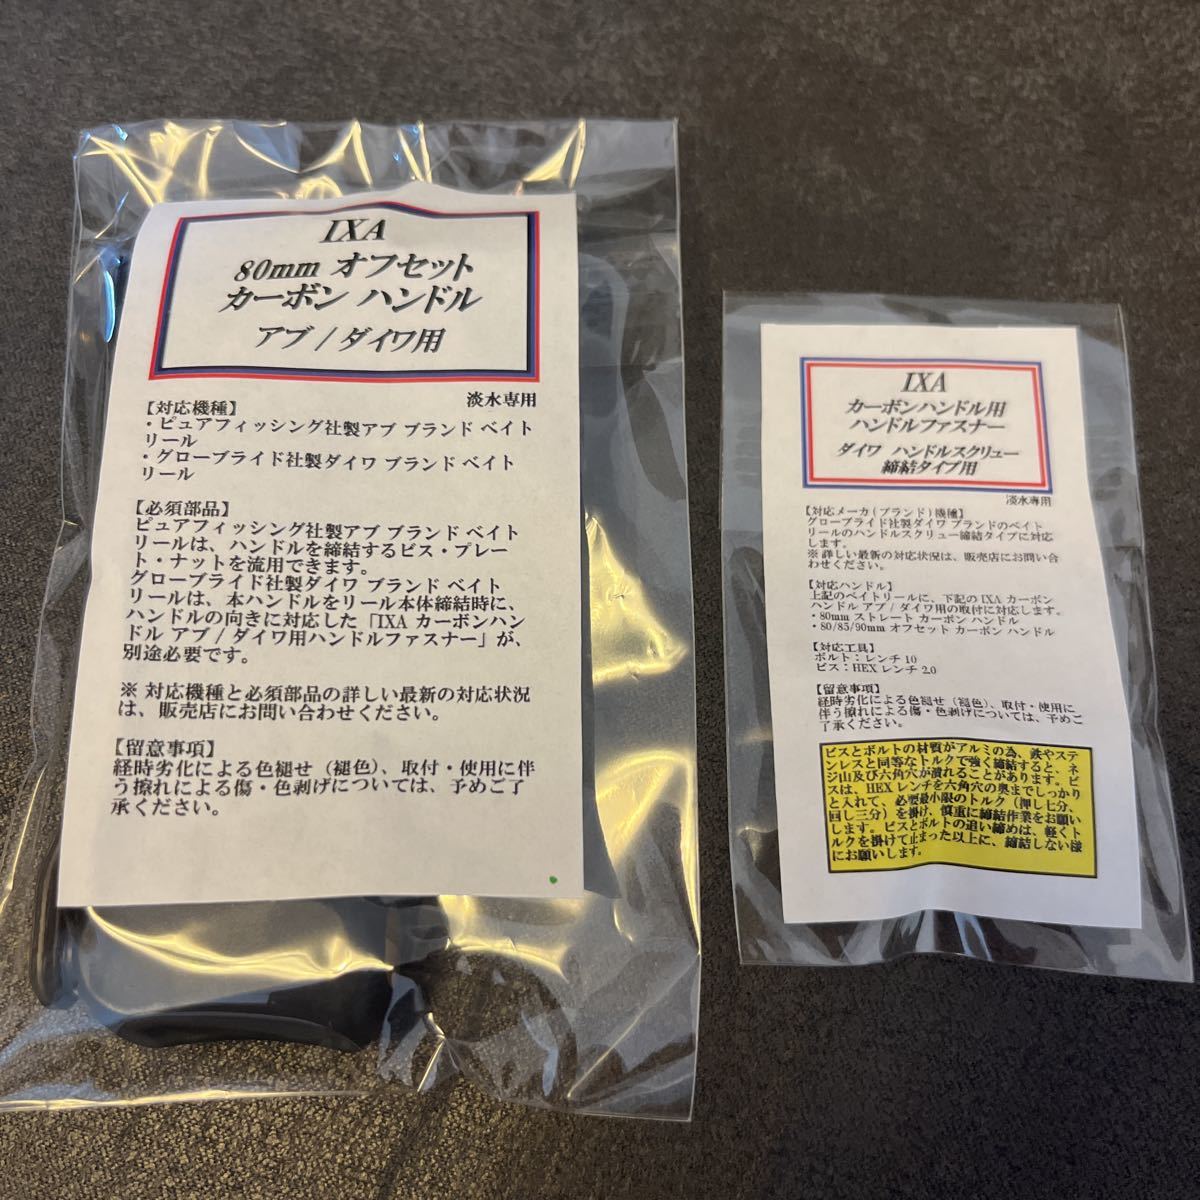 IXA
80mm オフセット
カーボン ハンドル
アブ / ダイワ用
淡水専用
【対応機種】
・ピュアフィッシング社製アブ ブランド ベイト
リール
・グローブライド社製ダイワ ブランド ベイト
リール
【必須部品】
ピュアフィッシング社製アブ ブランド ベイト
リールは、ハンドルを締結するビス・プレー
ト・ナットを流用できます。
グローブライド社製ダイワ ブランド ベイト
リールは、本ハンドルをリール本体締結時に、
ハンドルの向きに対応した「IXA カーボンハン
ドル アブ / ダイワ用ハンドルファスナー」が、
別途必要です。
※ 対応機種と必須部品の詳しい最新の対応状況
は、販売店にお問い合わせください。
【留意事項】
経時劣化による色褪せ（褪色）、取付・使用に伴
う擦れによる傷・色剥げについては、予めご了
承ください。
IXA
カーボンハンドル用
ハンドルファスナー
ダイワ ハンドルスクリュー
締結タイプ用
淡水専用
【対応メーカ(ブランド)機種】
グローブライド社製ダイワ ブランドのベイト
リールのハンドルスクリュー締結タイプに対応
します。
※詳しい最新の対応状況は、販売店にお問い合
わせください。
【対応ハンドル】
上記のベイトリールに、下記のIXA カーボン
ハンドル アブ / ダイワ用の取付に対応します。
・80mm ストレート カーボン ハンドル
・80/85/90mm オフセット カーボン ハンドル
【対応工具】
ボルト：レンチ 10
ビス：HEX レンチ 2.0
【留意事項】
経時劣化による色褪せ（褪色）、取付・使用に
伴う擦れによる傷・色剥げについては、予めご
了承ください。
ビスとボルトの材質がアルミの為、鉄やステ
ンレスと同等なトルクで強く締結すると、ネ
ジ山及び六角穴が潰れることがあります。ビ
スは、HEX レンチを六角穴の奥までしっかり
と入れて、必要最小限のトルク（押し七分、
回し三分）を掛け、慎重に締結作業をお願い
します。ビスとボルトの追い締めは、軽くト
ルクを掛けて止まった以上に、締結しない様
にお願いします。